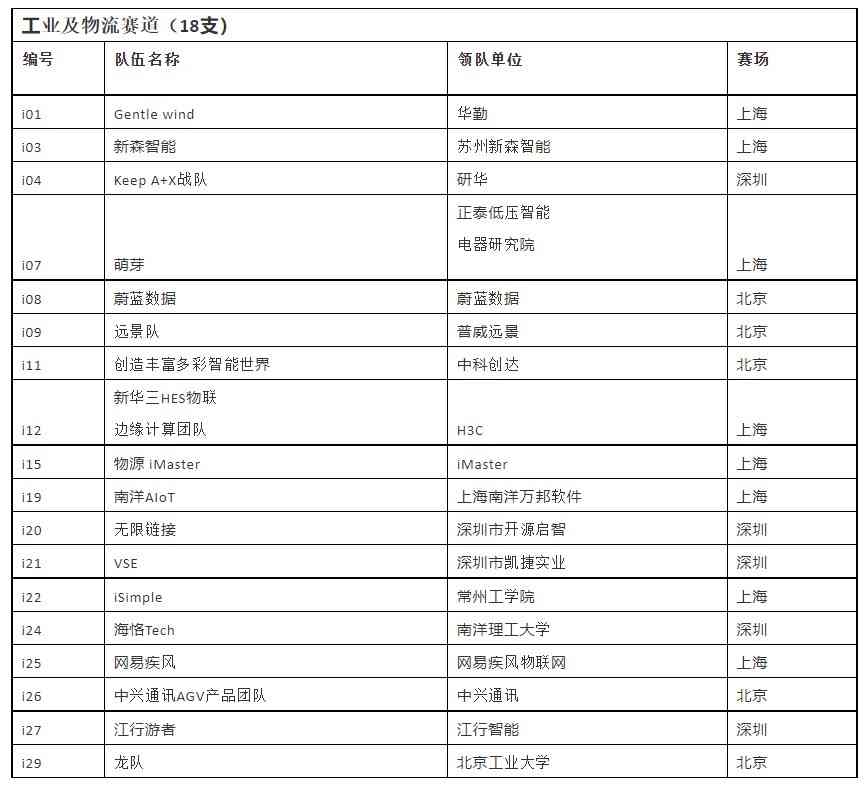 工业及物流赛道（18支）
编号 队伍名称 领队单位 赛场
i01 Gentle wind 华勤 上海
i03 新森智能 苏州新森智能 上海
i04 Keep A+X战队 研华 深圳
正泰低压智能
电器研究院
i07 萌芽 上海
i08 蔚蓝数据 蔚蓝数据 北京
i09 远景队 普威远景 北京
i11 创造丰富多彩智能世界 中科创达 北京
新华三HES物联
i12 边缘计算团队 H3C 上海
i15 物源 iMaster iMaster 上海
i19 南洋AIoT 上海南洋万邦软件 上海
i20 无限链接 深圳市开源启智 深圳
i21 VSE 深圳市凯捷实业 深圳
i22 iSimple 常州工学院 上海
i24 海恪Tech 南洋理工大学 深圳
i25 网易疾风 网易疾风物联网 上海
i26 中兴通讯AGV产品团队 中兴通讯 北京
i27 江行游者 江行智能 深圳
i29 龙队 北京工业大学 北京